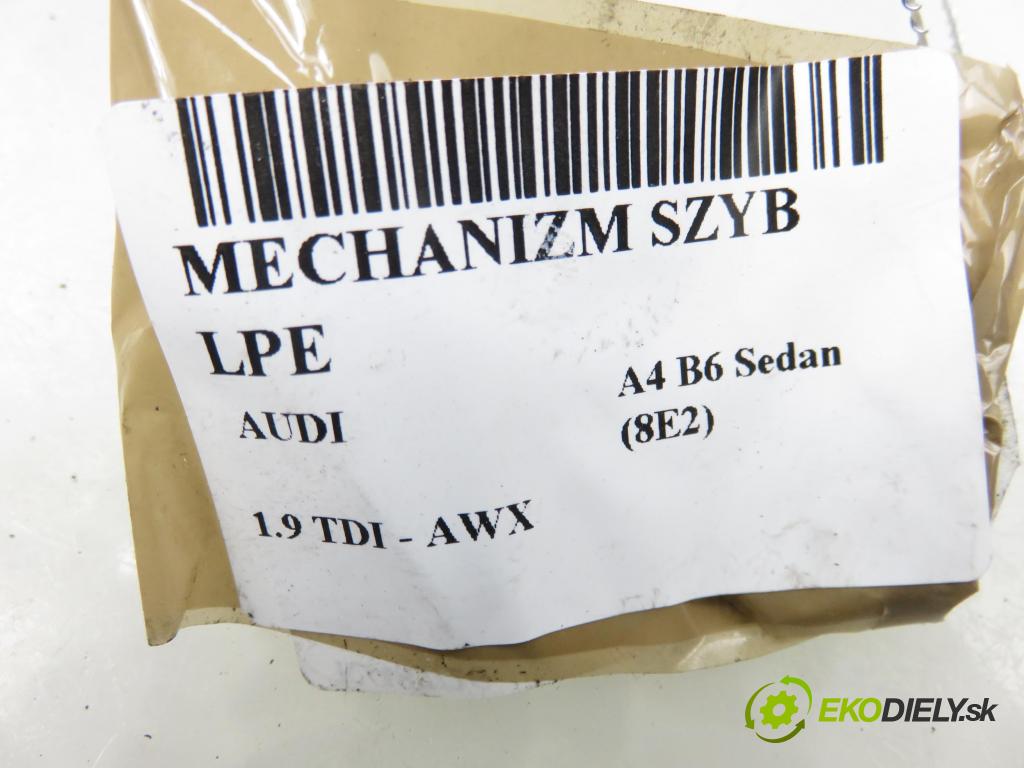 MECHANIZM SZYB
LPE
AUDI
A4 B6 Sedan
(8E2)
1.9 TDI - AWX
EKODIELY.sk